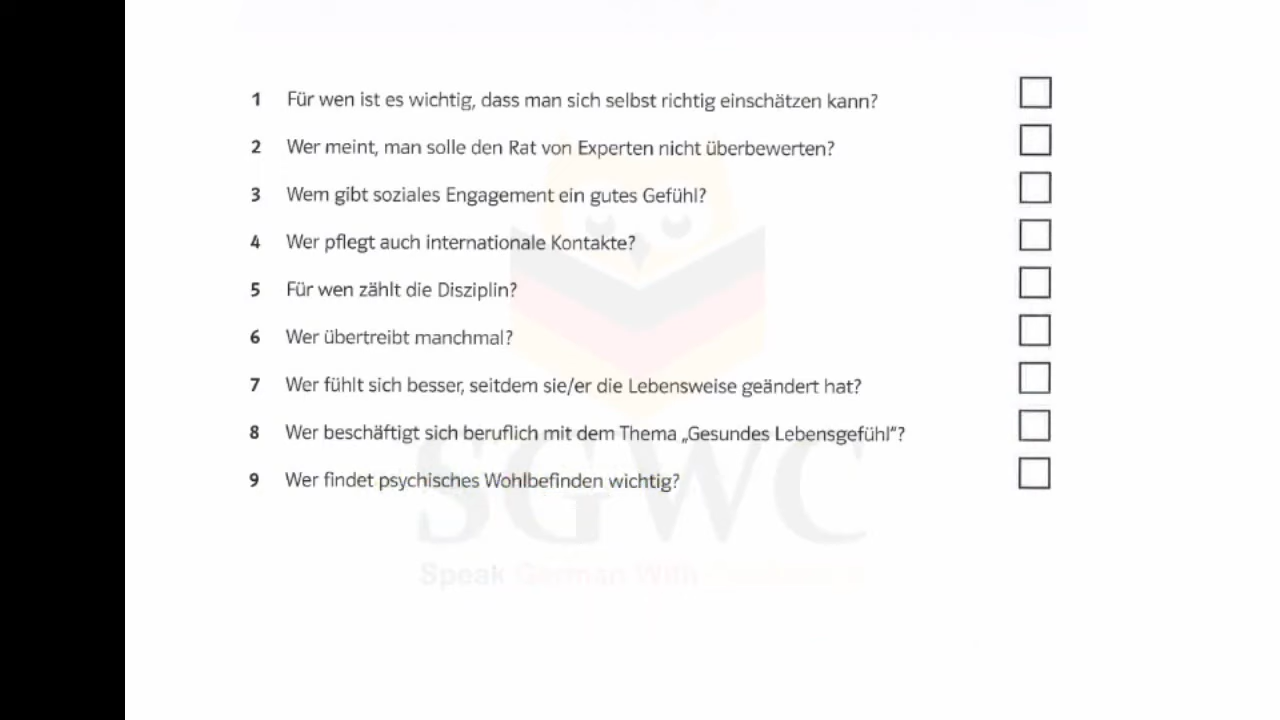 1 Für wen ist es wichtig, dass man sich selbst richtig einschätzen kann?
2 Wer meint, man solle den Rat von Experten nicht überbewerten?
3 Wem gibt soziales Engagement ein gutes Gefühl?
4 Wer pflegt auch internationale Kontakte?
5 Für wen zählt die Disziplin?
6 Wer übertreibt manchmal?
7 Wer fühlt sich besser, seitdem sie/er die Lebensweise geändert hat?
8 Wer beschäftigt sich beruflich mit dem Thema „Gesundes Lebensgefühl“?
9 Wer findet psychisches Wohlbefinden wichtig?
SGWC
Speak German With